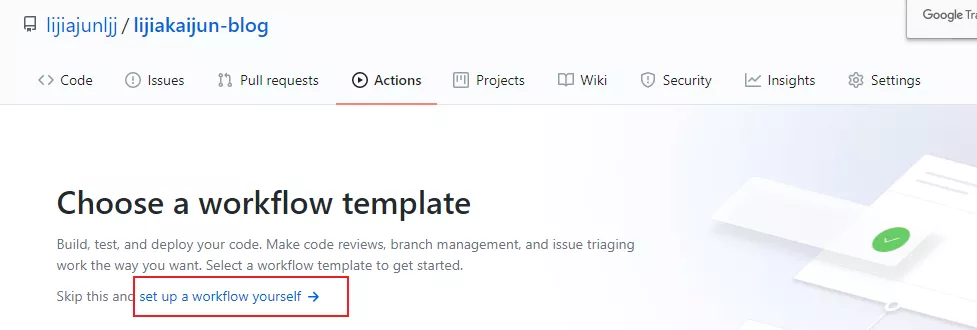 lijiajunljj / lijiakaijun-blog
Google Tra
Code Issues Pull requests Actions Projects Wiki Security Insights Settings
Choose a workflow template
Build, test, and deploy your code. Make code reviews, branch management, and issue triaging
work the way you want. Select a workflow template to get started.
Skip this and set up a workflow yourself →